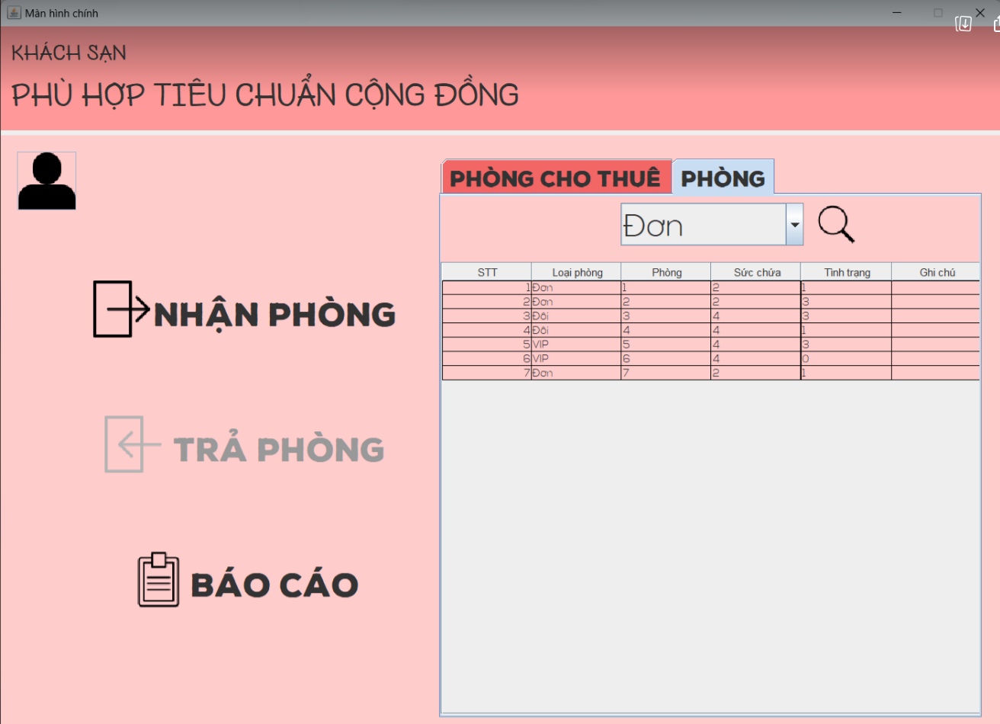 Màn hình chính
KHÁCH SẠN
PHÙ HỢP TIÊU CHUẨN CỘNG ĐỒNG
NHẬN PHÒNG
TRẢ PHÒNG
BÁO CÁO
PHÒNG CHO THUÊ PHÒNG
Đơn
STT Loại phòng Phòng Sức chứa Tình trạng Ghi chú
1 Đơn 1 2 1
2 Đơn 2 2 3
3 Đôi 3 4 3
4 Đôi 4 4 1
5 VIP 5 4 3
6 VIP 6 4 0
7 Đơn 7 2 1